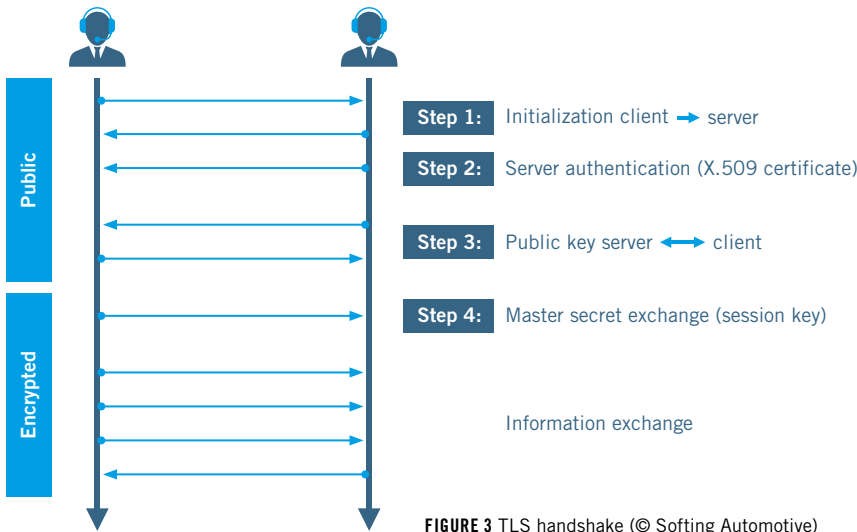 Public
Encrypted
Step 1: Initialization client server
Step 2: Server authentication (X.509 certificate)
Step 3: Public key server client
Step 4: Master secret exchange (session key)
Information exchange
FIGURE 3 TLS handshake (© Softing Automotive)